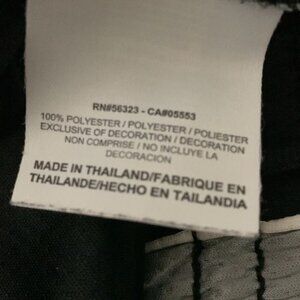 RN#56323 - CA#05553
100% POLYESTER / POLYESTER / POLIESTER
EXCLUSIVE OF DECORATION / DECORATION
NON COMPRISE / NO INCLUYE LA
DECORACION
MADE IN THAILAND/FABRIQUE EN
THAILANDE/HECHO EN TAILANDIA